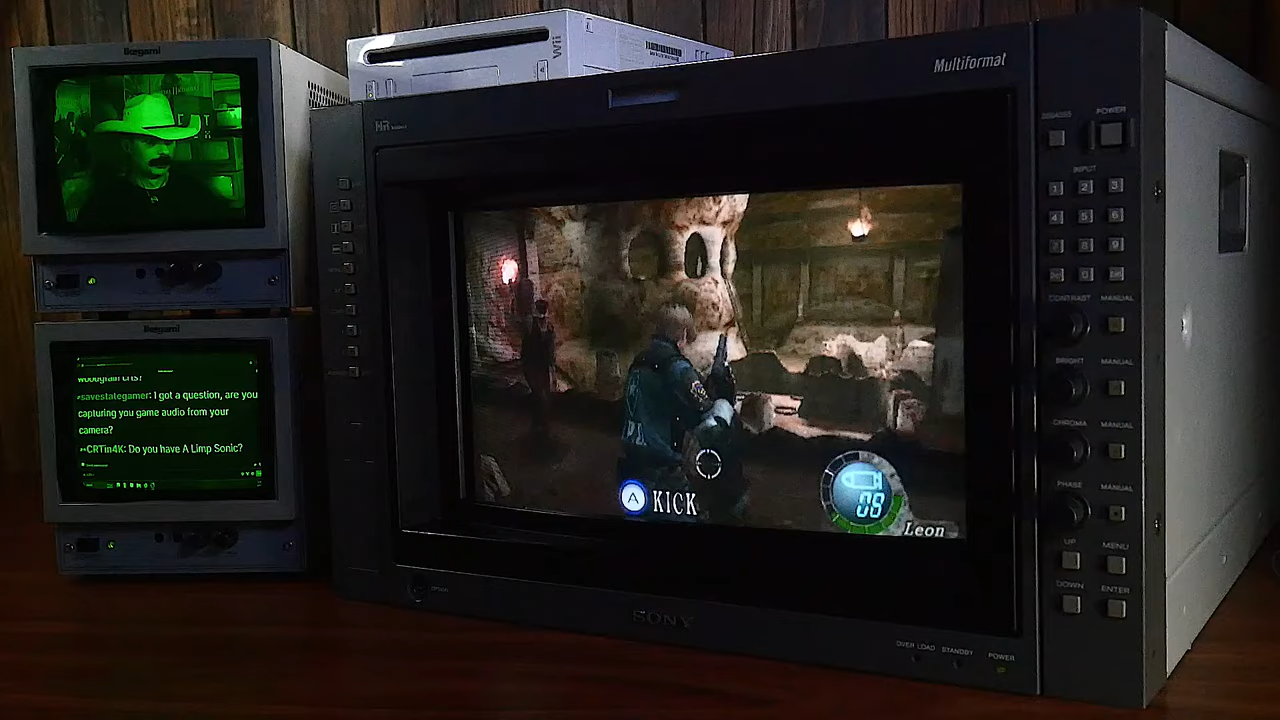 Ikegami
Wii
Multiformat
HR
POWER
INPUT
1 2 3
4 5 6
7 8 9
0
CONTRAST MANUAL
BRIGHT MANUAL
CHROMA MANUAL
PHASE MANUAL
UP MENU
DOWN ENTER
Ikegami
woodgrain crts?
savestategamer: I got a question, are you
capturing you game audio from your
camera?
CRTin4K: Do you have A Limp Sonic?
A KICK
08
Leon
SONY
OVER LOAD STANDBY POWER